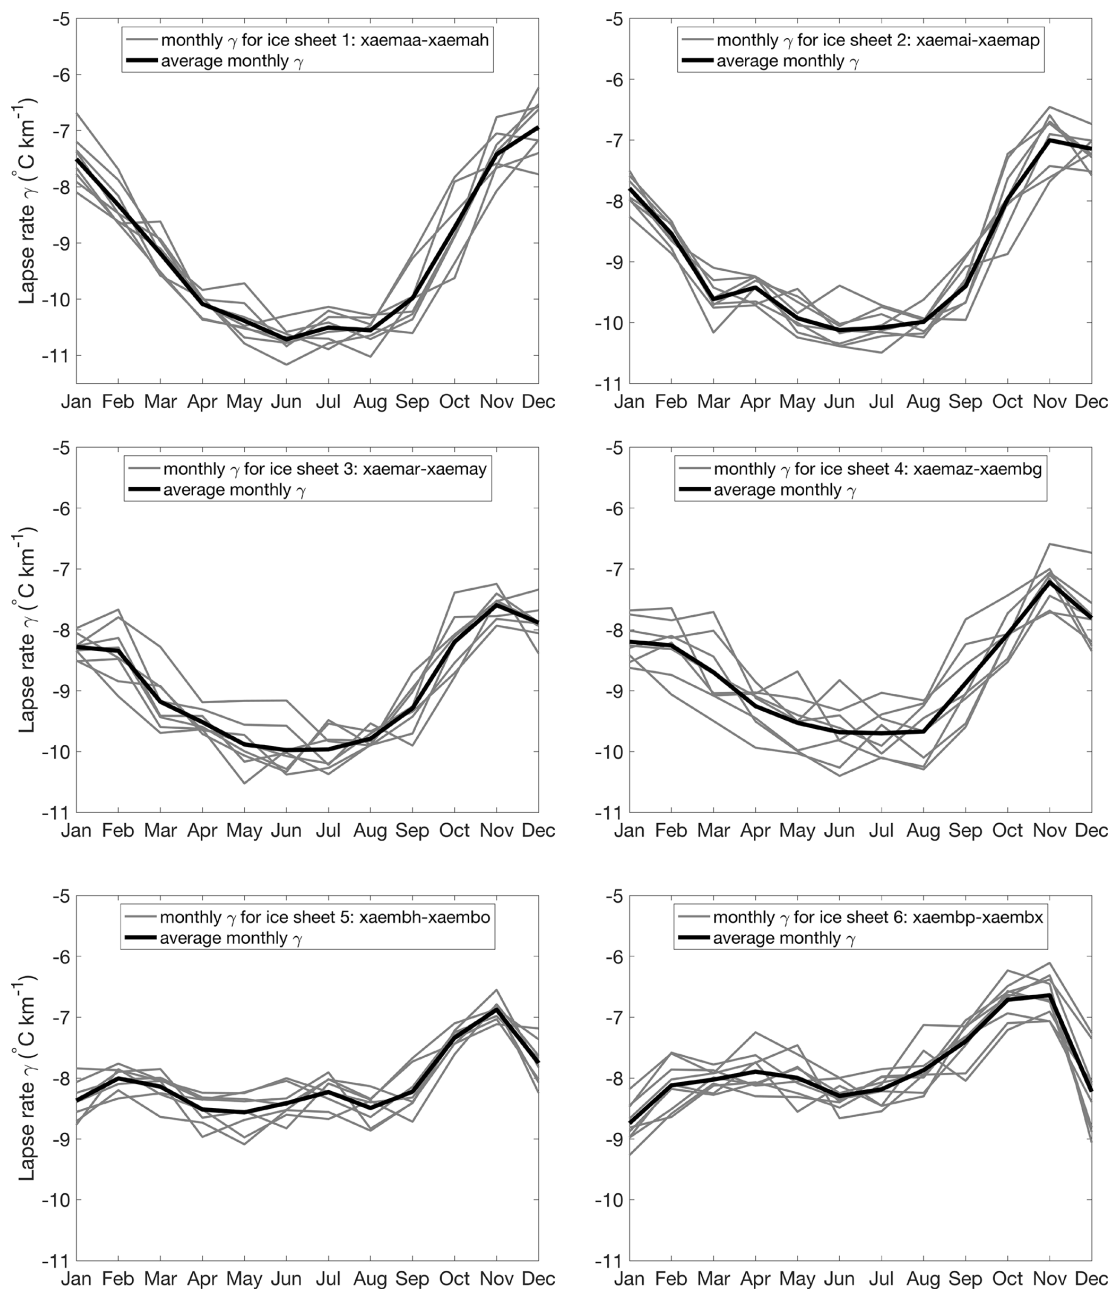 monthly γ for ice sheet 1: xaemaa-xaemah
average monthly γ
Lapse rate γ (°C km-1)
-5
-6
-7
-8
-9
-10
-11
Jan Feb Mar Apr May Jun Jul Aug Sep Oct Nov Dec
monthly γ for ice sheet 2: xaemai-xaemap
average monthly γ
-5
-6
-7
-8
-9
-10
-11
Jan Feb Mar Apr May Jun Jul Aug Sep Oct Nov Dec
monthly γ for ice sheet 3: xaemar-xaemay
average monthly γ
Lapse rate γ (°C km-1)
-5
-6
-7
-8
-9
-10
-11
Jan Feb Mar Apr May Jun Jul Aug Sep Oct Nov Dec
monthly γ for ice sheet 4: xaemaz-xaembg
average monthly γ
-5
-6
-7
-8
-9
-10
-11
Jan Feb Mar Apr May Jun Jul Aug Sep Oct Nov Dec
monthly γ for ice sheet 5: xaembh-xaembo
average monthly γ
Lapse rate γ (°C km-1)
-5
-6
-7
-8
-9
-10
-11
Jan Feb Mar Apr May Jun Jul Aug Sep Oct Nov Dec
monthly γ for ice sheet 6: xaembp-xaembx
average monthly γ
-5
-6
-7
-8
-9
-10
-11
Jan Feb Mar Apr May Jun Jul Aug Sep Oct Nov Dec